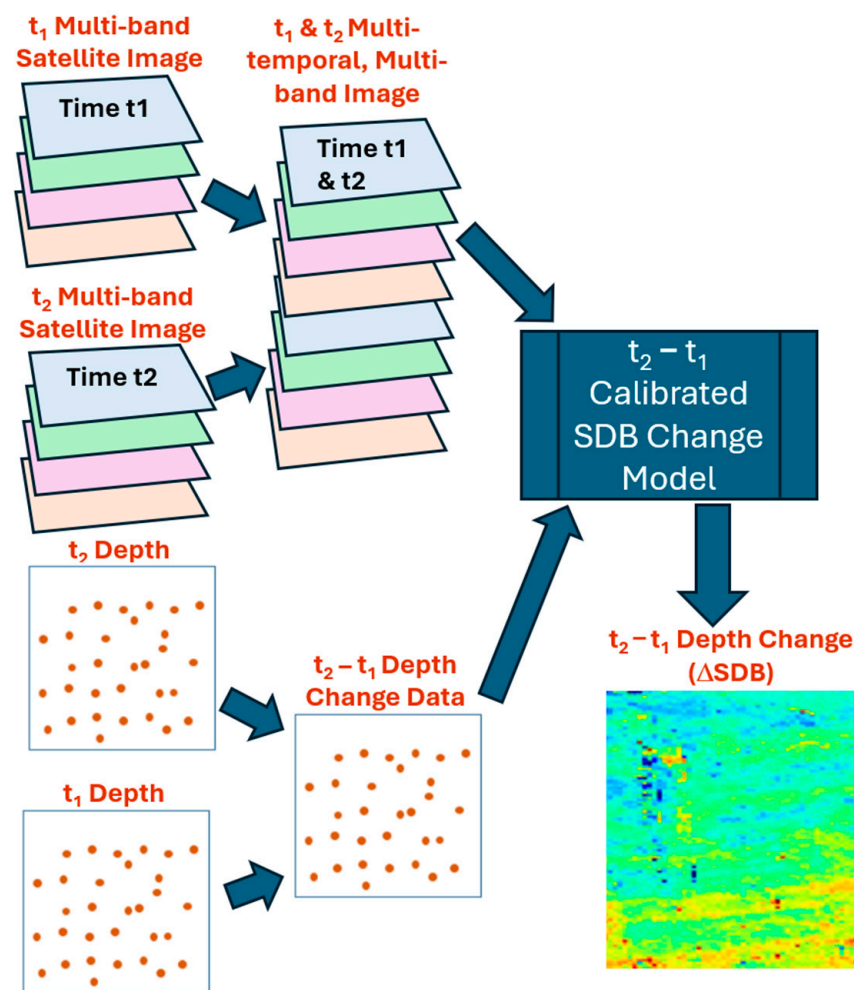 t₁ Multi-band
Satellite Image
Time t1
t₁ & t₂ Multi-
temporal, Multi-
band Image
Time t1
& t2
t₂ Multi-band
Satellite Image
Time t2
t₂ – t₁
Calibrated
SDB Change
Model
t₂ Depth
t₂ – t₁ Depth
Change Data
t₁ Depth
t₂ – t₁ Depth Change
(ΔSDB)